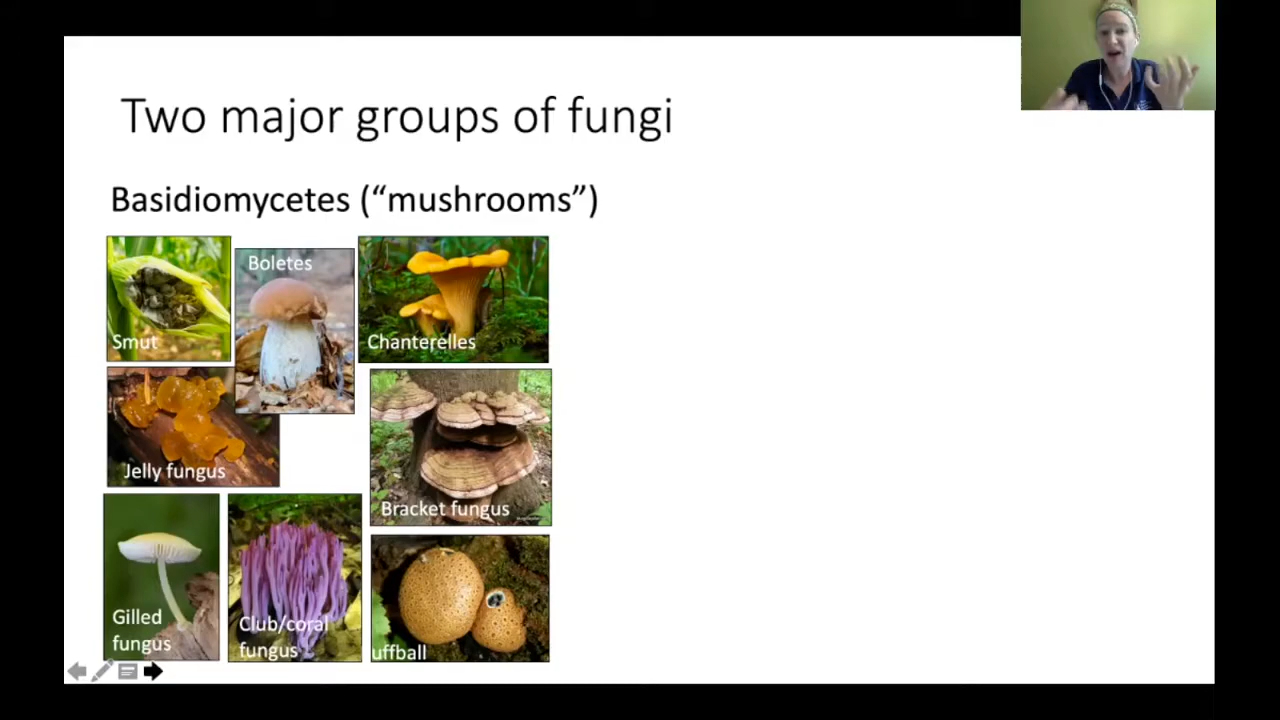 Two major groups of fungi
Basidiomycetes (“mushrooms”)
Smut
Boletes
Chanterelles
Jelly fungus
Bracket fungus
Gilled
fungus
Club/coral
fungus
uffball